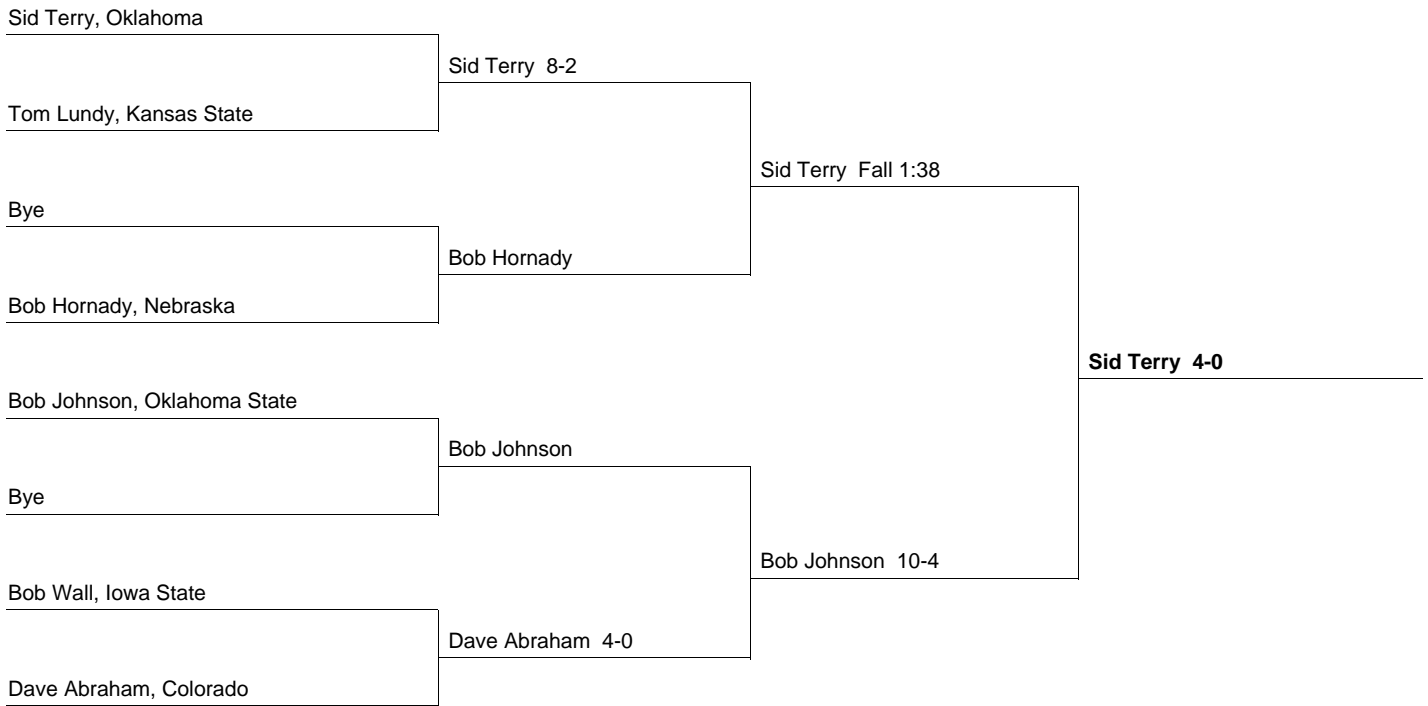 Sid Terry, Oklahoma
Sid Terry  8-2
Tom Lundy, Kansas State
Sid Terry  Fall 1:38
Bye
Bob Hornady
Bob Hornady, Nebraska
Sid Terry  4-0
Bob Johnson, Oklahoma State
Bob Johnson
Bye
Bob Johnson  10-4
Bob Wall, Iowa State
Dave Abraham  4-0
Dave Abraham, Colorado